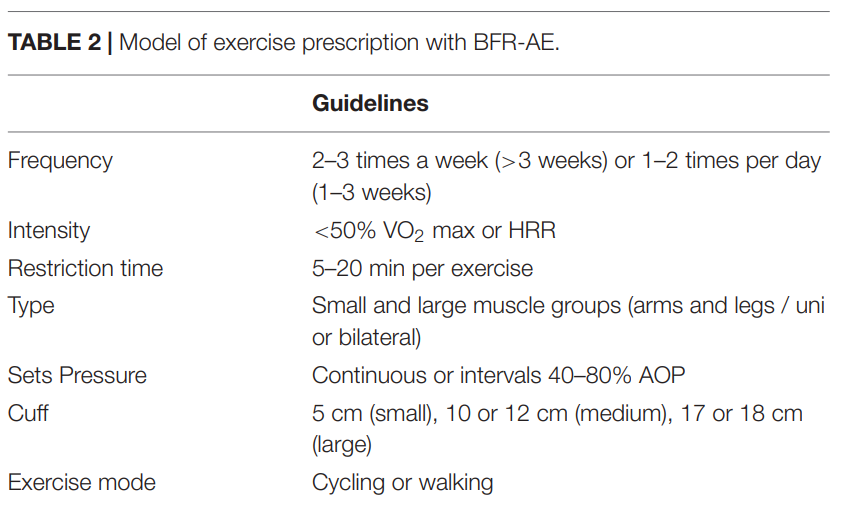 TABLE 2 | Model of exercise prescription with BFR-AE.
Guidelines
Frequency 2–3 times a week (>3 weeks) or 1–2 times per day
(1–3 weeks)
Intensity <50% VO2 max or HRR
Restriction time 5–20 min per exercise
Type Small and large muscle groups (arms and legs / uni
or bilateral)
Sets Pressure Continuous or intervals 40–80% AOP
Cuff 5 cm (small), 10 or 12 cm (medium), 17 or 18 cm
(large)
Exercise mode Cycling or walking